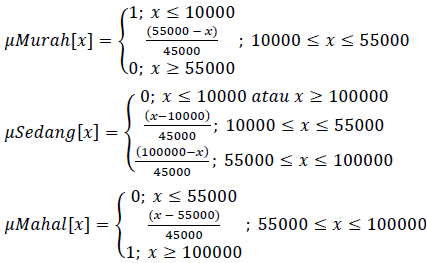 1; x ≤ 10000
μMurah[x] = { (55000 − x) / 45000 ; 10000 ≤ x ≤ 55000
0; x ≥ 55000
0; x ≤ 10000 atau x ≥ 100000
μSedang[x] = { (x−10000) / 45000 ; 10000 ≤ x ≤ 55000
(100000−x) / 45000 ; 55000 ≤ x ≤ 100000
0; x ≤ 55000
μMahal[x] = { (x − 55000) / 45000 ; 55000 ≤ x ≤ 100000
1; x ≥ 100000